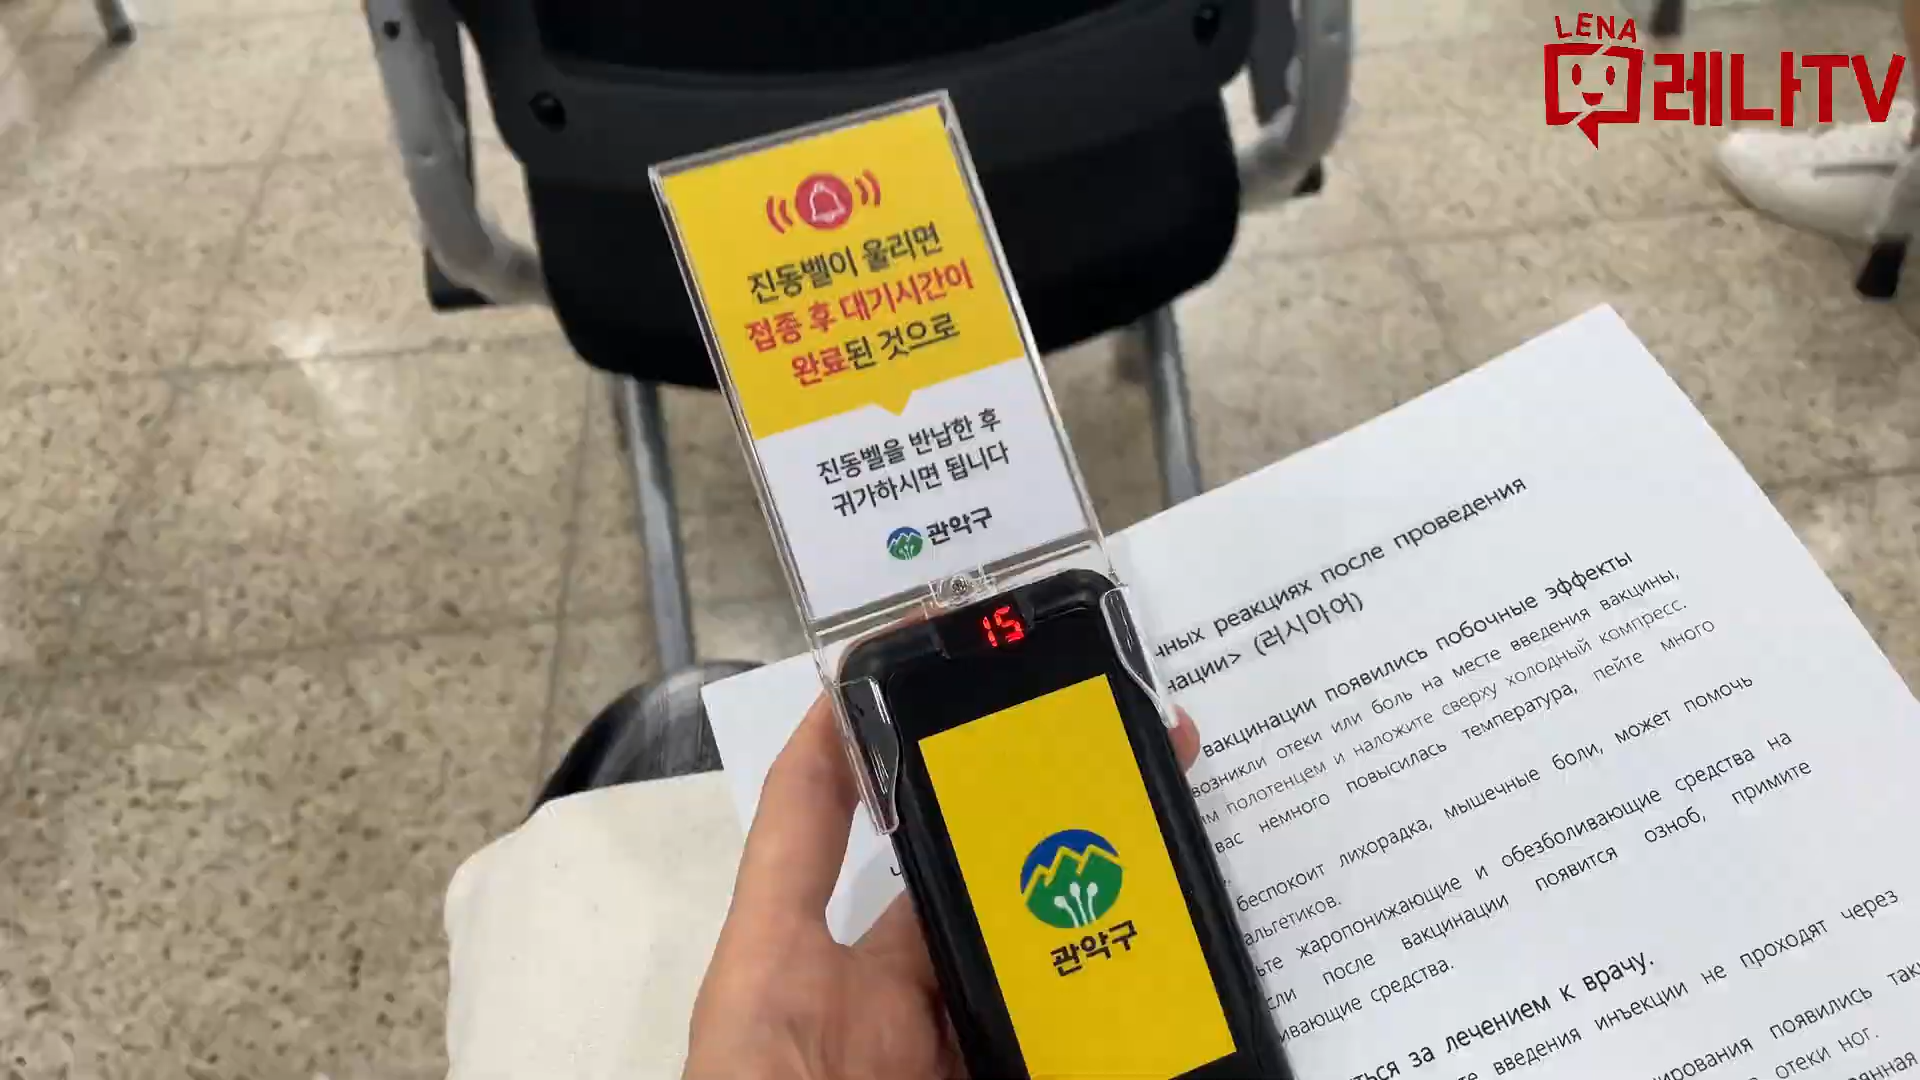 LENA
레나TV
진동벨이 울리면
접종 후 대기시간이
완료된 것으로
진동벨을 반납한 후
귀가하시면 됩니다
관악구
15
관악구
реакциях после проведения
(러시아어)
вакцинации появились побочные эффекты
возникли отеки или боль на месте введения вакцины,
полотенцем и наложите сверху холодный компресс.
вас немного повысилась температура, пейте много
беспокоит лихорадка, мышечные боли, может помочь
жаропонижающие и обезболивающие средства на
после вакцинации появится озноб, примите
средства.
за лечением к врачу.
введения инъекции не проходят через
появились
отеки ног.